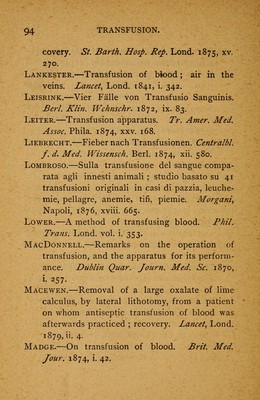 94 TRANSFUSION.
covery. St. Barth. Hosp. Rep. Lond. 1875, xv.
270.
LANKESTER.—Transfusion of blood; air in the
veins. Lancet, Lond. 1841, i. 342.
LEISRINK.—Vier Fälle von Transfusio Sanguinis.
Berl. Klin. Wchnschr. 1872, ix. 83.
LEITER.—Transfusion apparatus. Tr. Amer. Med.
Assoc. Phila. 1874, xxv. 168.
LIEBRECHT.—Fieber nach Transfusionen. Centralbl.
f. d. Med. Wissensch. Berl. 1874, xii. 580.
LOMBROSO.—Sulla transfusione del sangue compa-
rata agli innesti animali; studio basato su 41
transfusioni originali in casi di pazzia, leuche-
mie, pellagre, anemie, tifi, piemie. Morgani,
Napoli, 1876, xviii. 665.
LOWER.—A method of transfusing blood. Phil.
Trans. Lond. vol. i. 353.
MACDONNELL.—Remarks on the operation of
transfusion, and the apparatus for its perform-
ance. Dublin Quar. Journ. Med. Sc. 1870,
i. 257.
MACEWEN.—Removal of a large oxalate of lime
calculus, by lateral lithotomy, from a patient
on whom antiseptic transfusion of blood was
afterwards practiced; recovery. Lancet, Lond.
1879, ii. 4.
MADGE.—On transfusion of blood. Brit. Med.
Jour. 1874, i. 42.